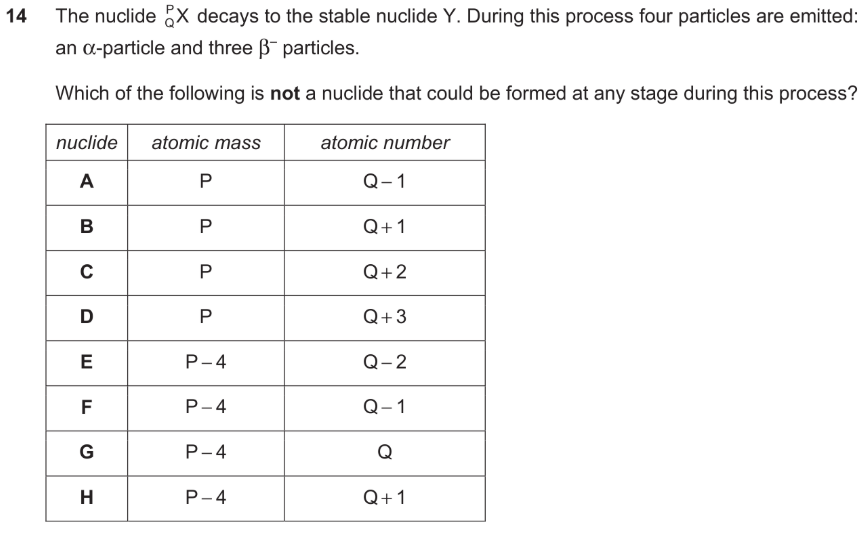 14 The nuclide ᴾ_QX decays to the stable nuclide Y. During this process four particles are emitted:
an α-particle and three β⁻ particles.
Which of the following is not a nuclide that could be formed at any stage during this process?
nuclide atomic mass atomic number
A P Q – 1
B P Q + 1
C P Q + 2
D P Q + 3
E P – 4 Q – 2
F P – 4 Q – 1
G P – 4 Q
H P – 4 Q + 1